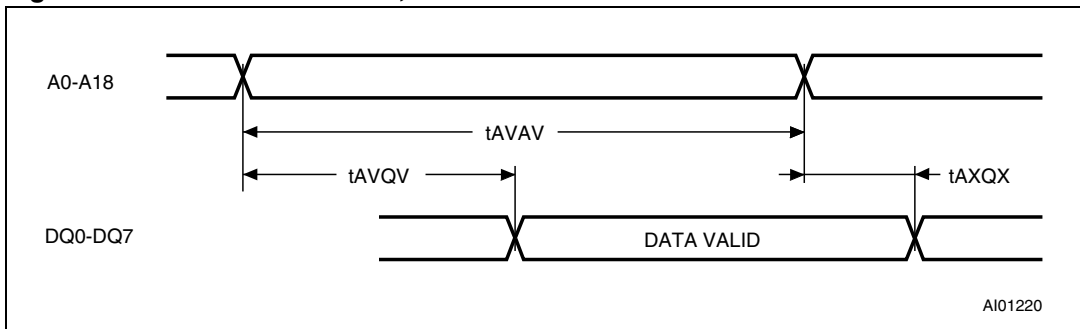 A0-A18
tAVAV
tAVQV
tAXQX
DQ0-DQ7
DATA VALID
AI01220